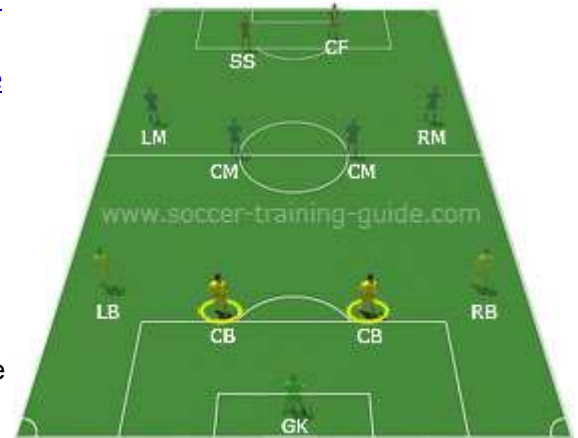 SS CF
LM RM
CM CM
www.soccer-training-guide.com
LB RB
CB CB
e
GK